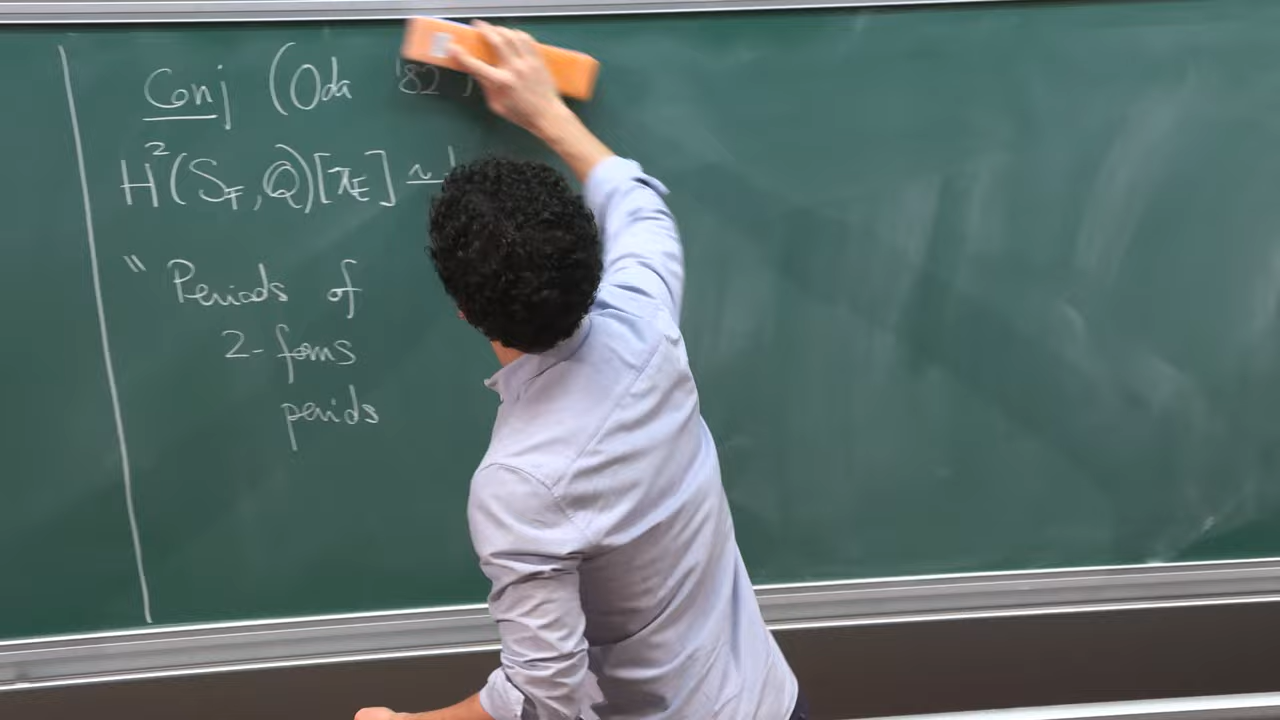 Conj (Oda '82)
H²(S_F, Q)[π_E] ≃
" Periods of
2-forms
periods